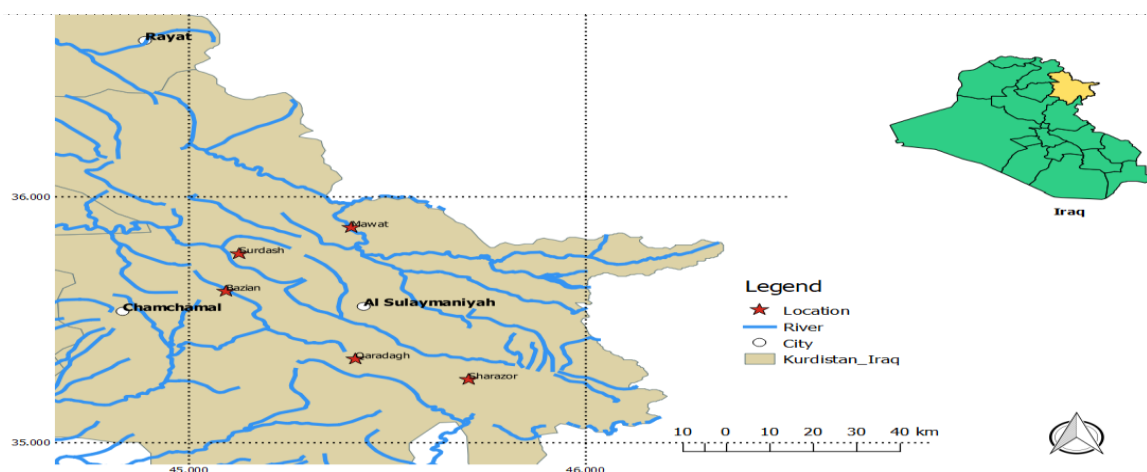 Rayat
36.000
Mawat
Surdash
Bazian
Chamchamal
Al Sulaymaniyah
Qaradagh
Sharazor
35.000
45.000
46.000
Iraq
Legend
Location
River
City
Kurdistan_Iraq
10 0 10 20 30 40 km